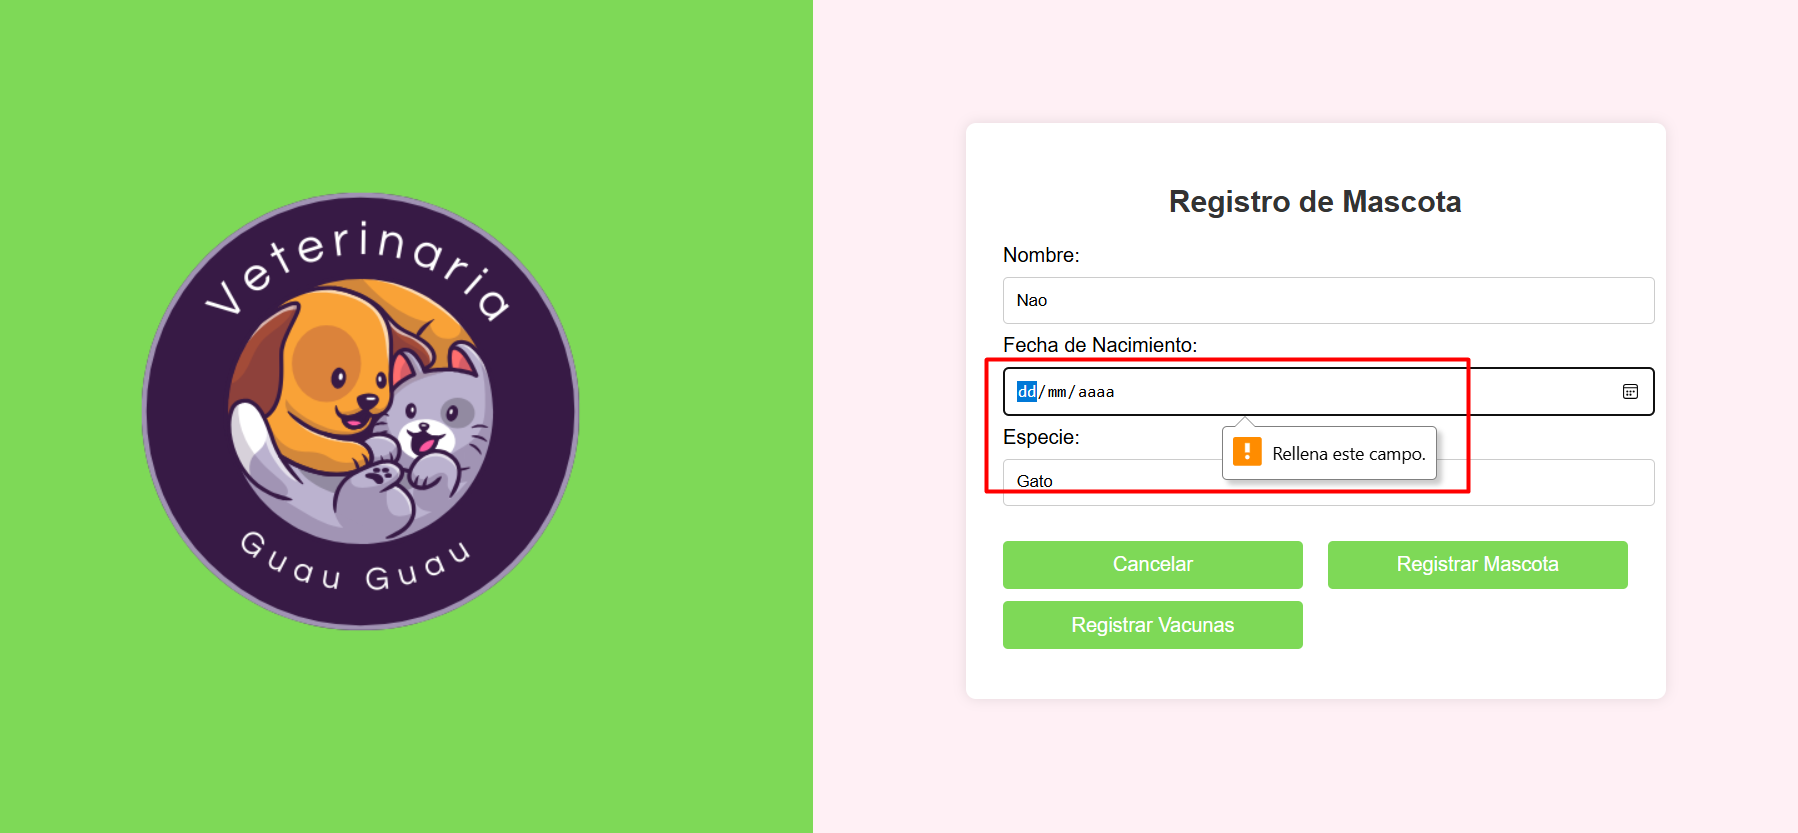 Veterinaria
Guau Guau
Registro de Mascota
Nombre:
Nao
Fecha de Nacimiento:
dd/mm/aaaa
Especie:
Rellena este campo.
Gato
Cancelar
Registrar Mascota
Registrar Vacunas